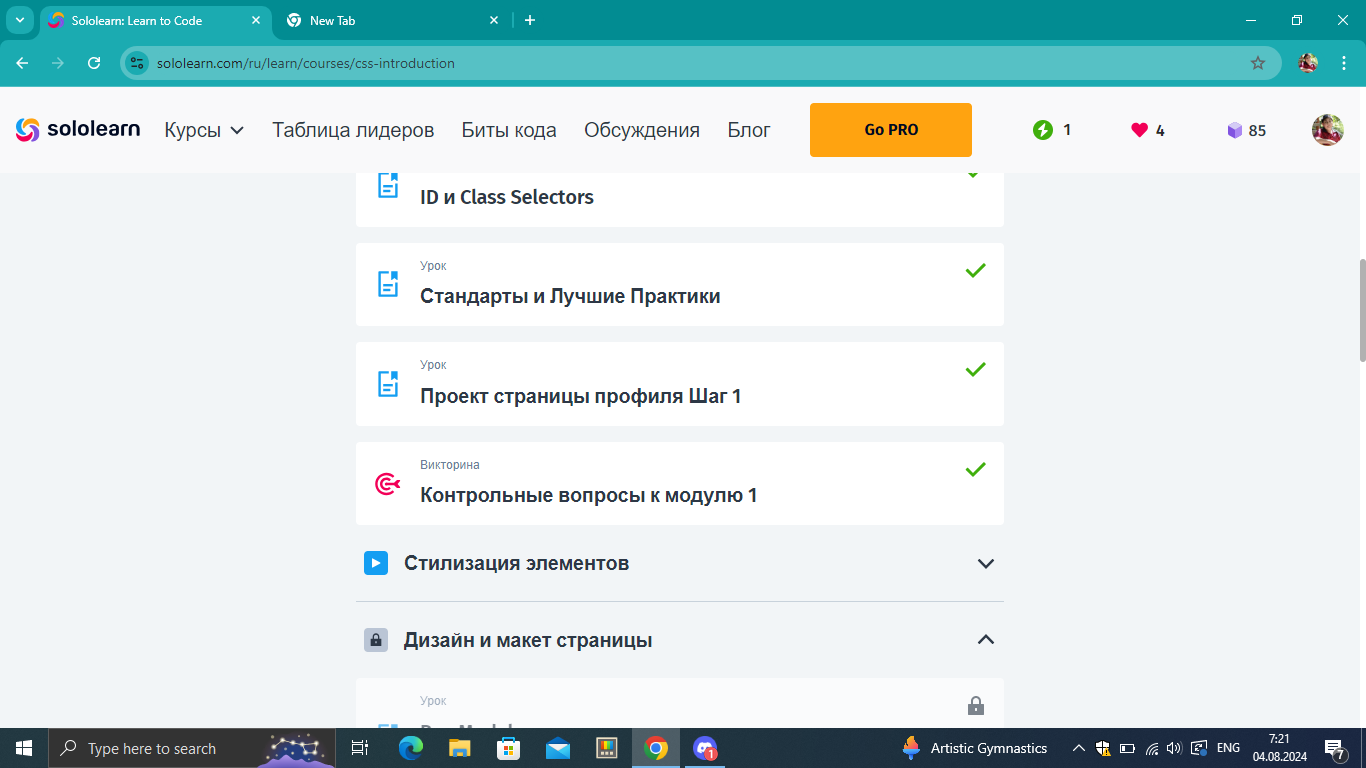 Sololearn: Learn to Code
New Tab
sololearn.com/ru/learn/courses/css-introduction
sololearn
Курсы
Таблица лидеров
Биты кода
Обсуждения
Блог
Go PRO
1
4
85
ID и Class Selectors
Урок
Стандарты и Лучшие Практики
Урок
Проект страницы профиля Шаг 1
Викторина
Контрольные вопросы к модулю 1
Стилизация элементов
Дизайн и макет страницы
Урок
Type here to search
1
Artistic Gymnastics
ENG
7:21
04.08.2024
7